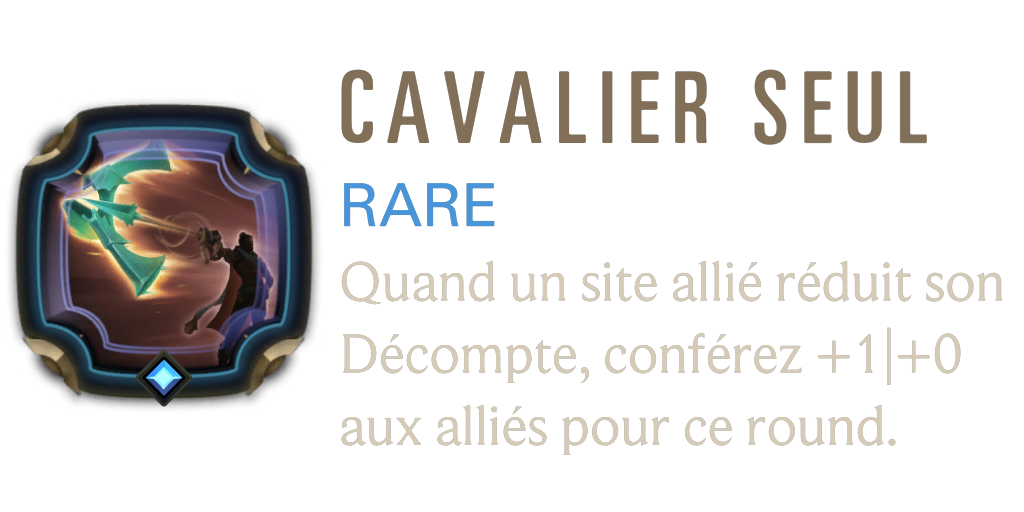 CAVALIER SEUL
RARE
Quand un site allié réduit son
Décompte, conférez +1|+0
aux alliés pour ce round.